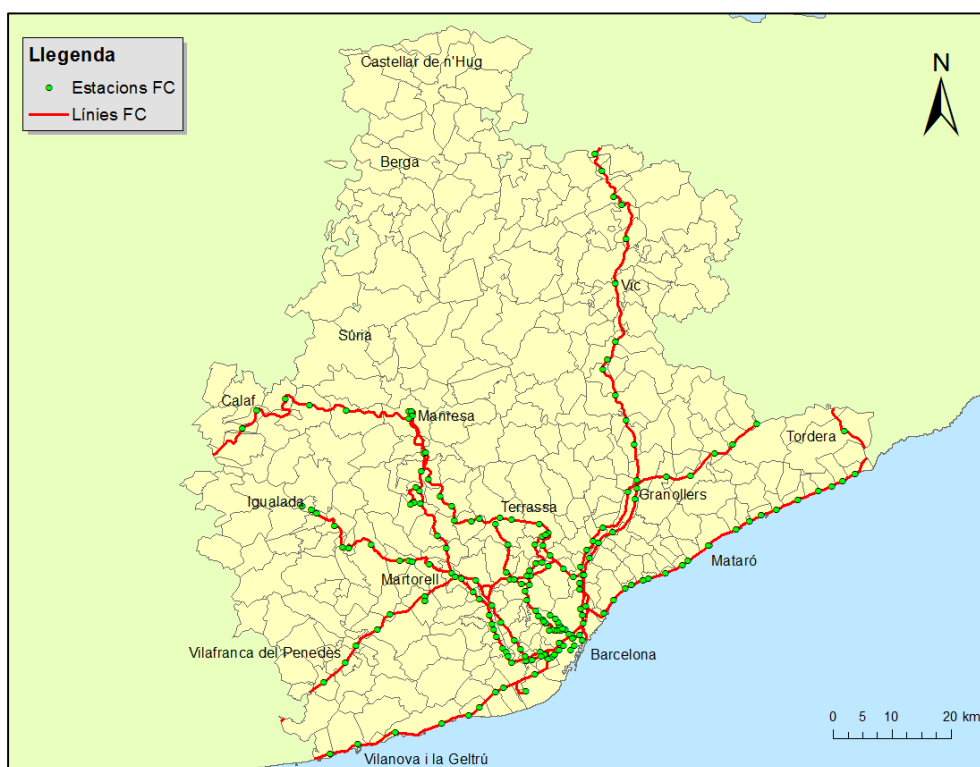 Llegenda
Estacions FC
Línies FC
Castellar de n'Hug
N
Berga
Vic
Súria
Calaf
Manresa
Tordera
Igualada
Terrassa
Granollers
Mataró
Martorell
Vilafranca del Penedès
Barcelona
0 5 10 20 km
Vilanova i la Geltrú